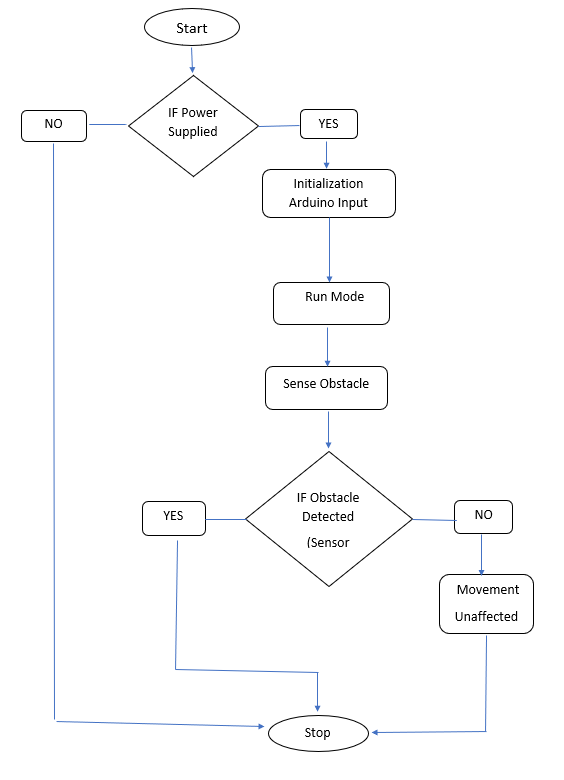 Start
IF Power
Supplied
NO
YES
Initialization
Arduino Input
Run Mode
Sense Obstacle
IF Obstacle
Detected
(Sensor
YES
NO
Movement
Unaffected
Stop